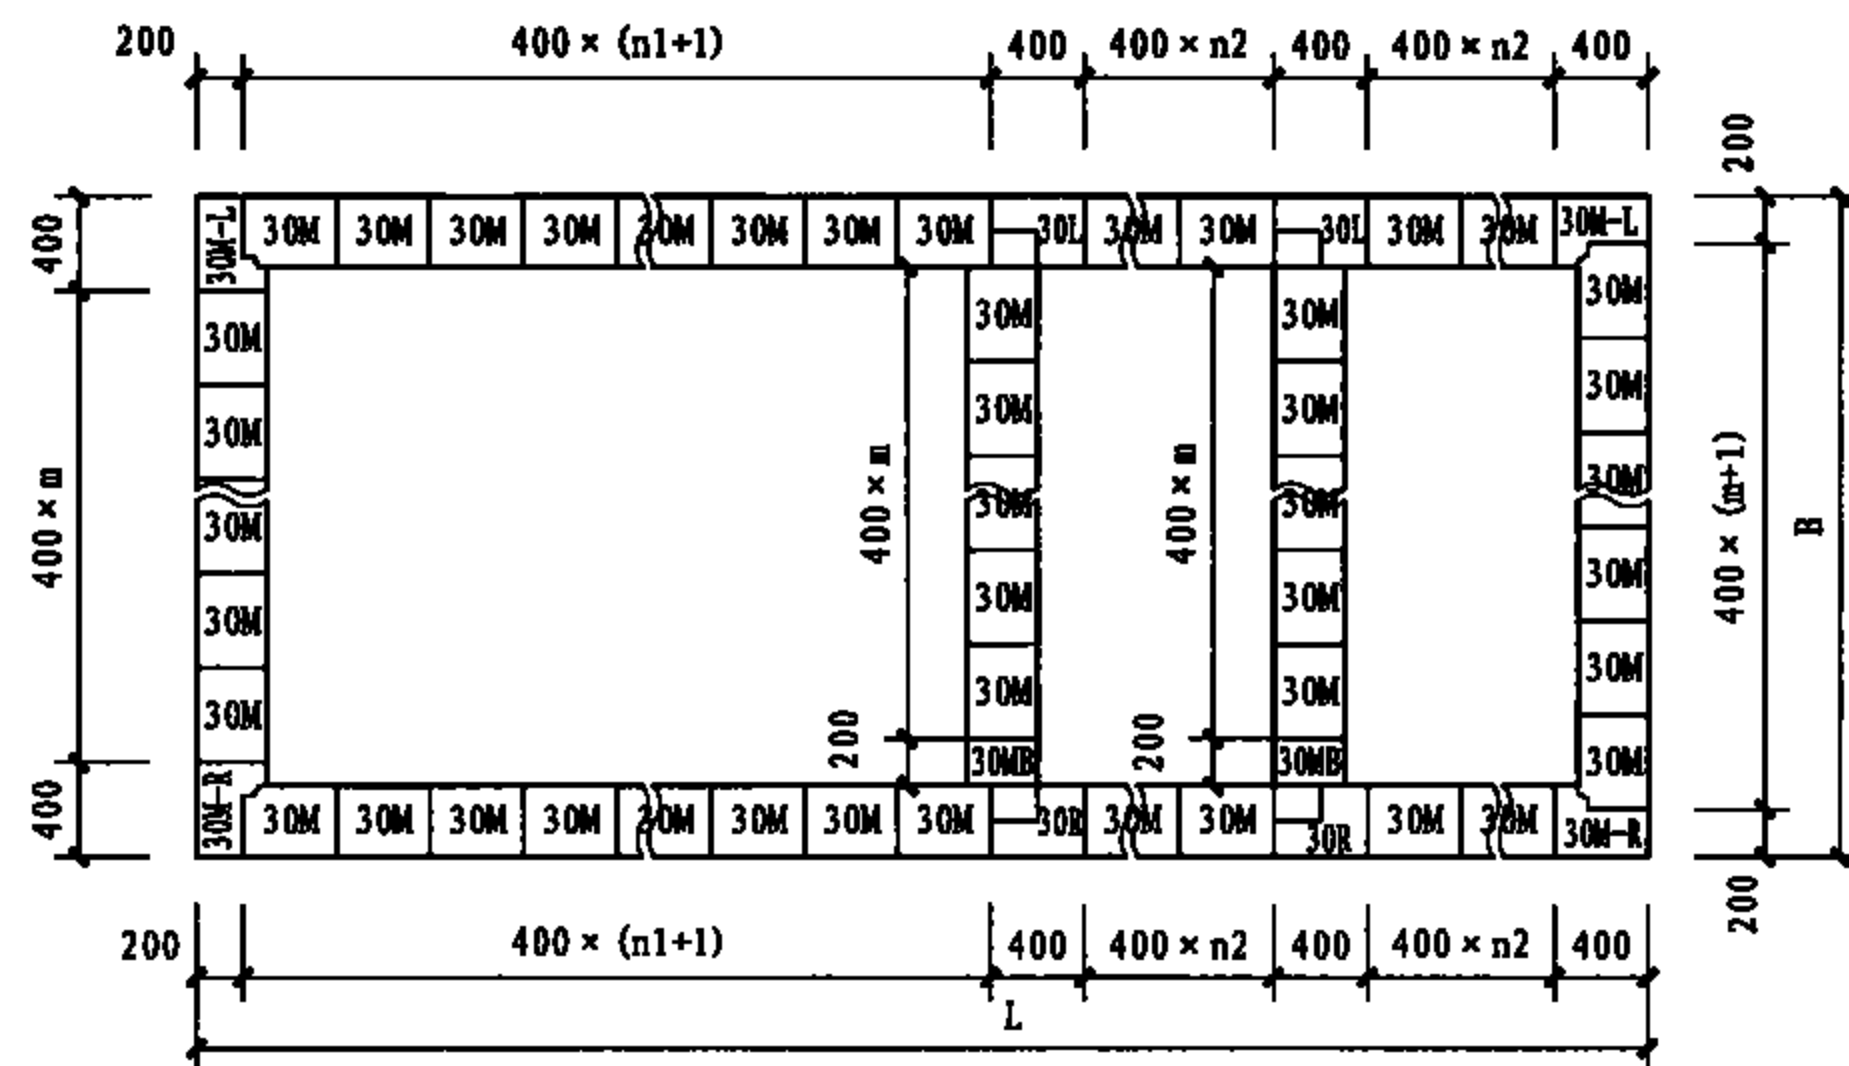 200 400×(n1+1) 400 400×n2 400 400×n2 400
200
400
30M-L 30M 30M 30M 30M 30M 30M 30M 30M 30L 30M 30M 30L 30M 30M 30M-L
30M 30M 30M 30M
30M 30M 30M 30M
400×m 400×m 400×m 400×(m+1) B
30M 30M 30M 30M
30M 30M 30M 30M
30M 30M 30M 30M
200 200
30MB 30MB 30M
400
30M-R 30M 30M 30M 30M 30M 30M 30M 30M 30R 30M 30M 30R 30M 30M 30M-R
200
200 400×(n1+1) 400 400×n2 400 400×n2 400
L